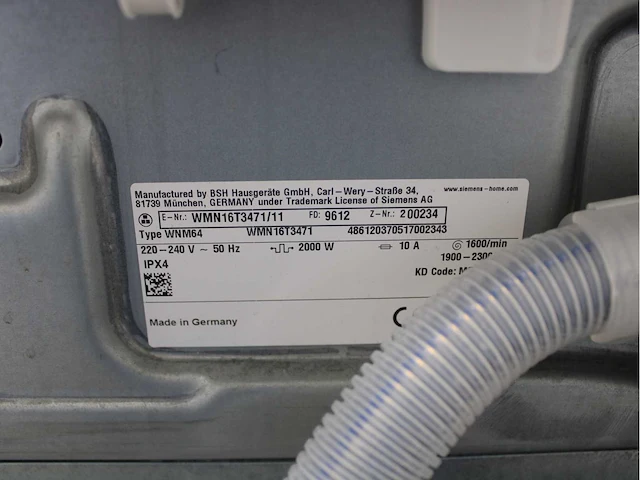 Manufactured by BSH Hausgeräte GmbH, Carl-Wery-Straße 34,
81739 München, GERMANY under Trademark License of Siemens AG
www.siemens-home.com
E-Nr.: WMN16T3471/11 FD: 9612 Z-Nr.: 200234
Type WNM64 WMN16T3471 486120370517002343
220-240 V ~ 50 Hz 2000 W 10 A 1600/min
IPX4 1900-2300
KD Code:
Made in Germany